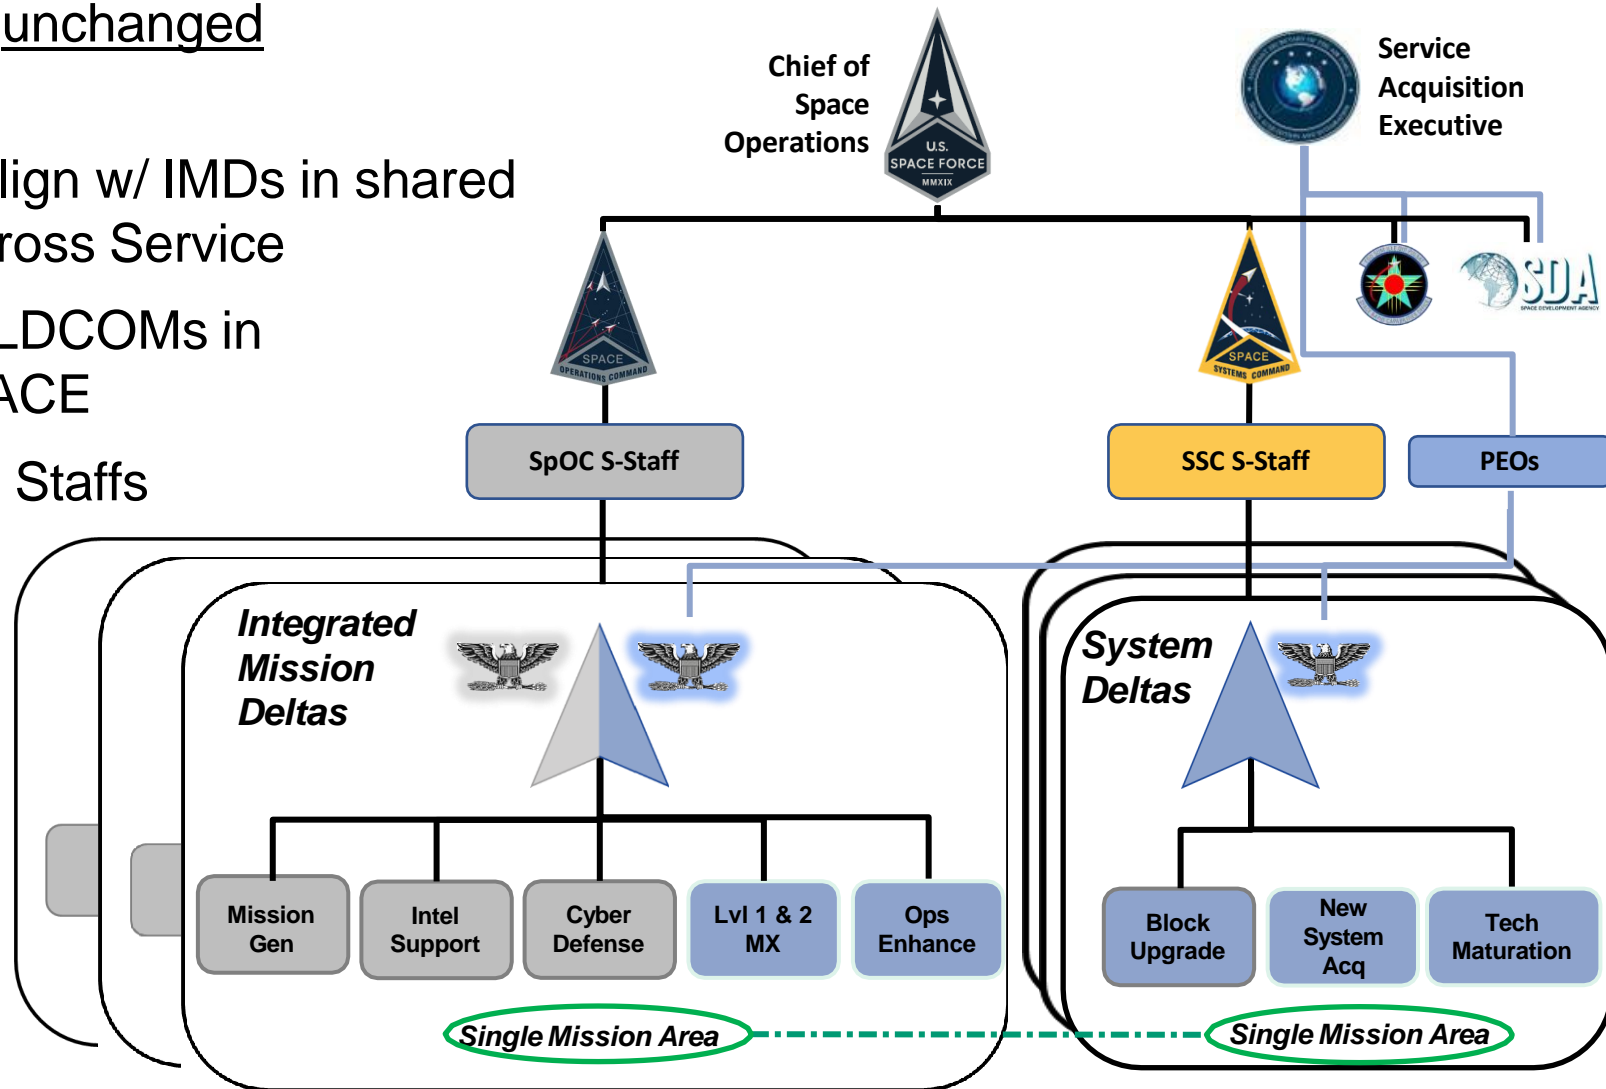 unchanged
lign w/ IMDs in shared
ross Service
LDCOMs in
ACE
Staffs
Chief of
Space
Operations
U.S.
SPACE FORCE
MMXIX
Service
Acquisition
Executive
SPACE
OPERATIONS COMMAND
SPACE
SYSTEMS COMMAND
SDA
SPACE DEVELOPMENT AGENCY
SpOC S-Staff
SSC S-Staff
PEOs
Integrated
Mission
Deltas
System
Deltas
Mission
Gen
Intel
Support
Cyber
Defense
Lvl 1 & 2
MX
Ops
Enhance
Block
Upgrade
New
System
Acq
Tech
Maturation
Single Mission Area
Single Mission Area